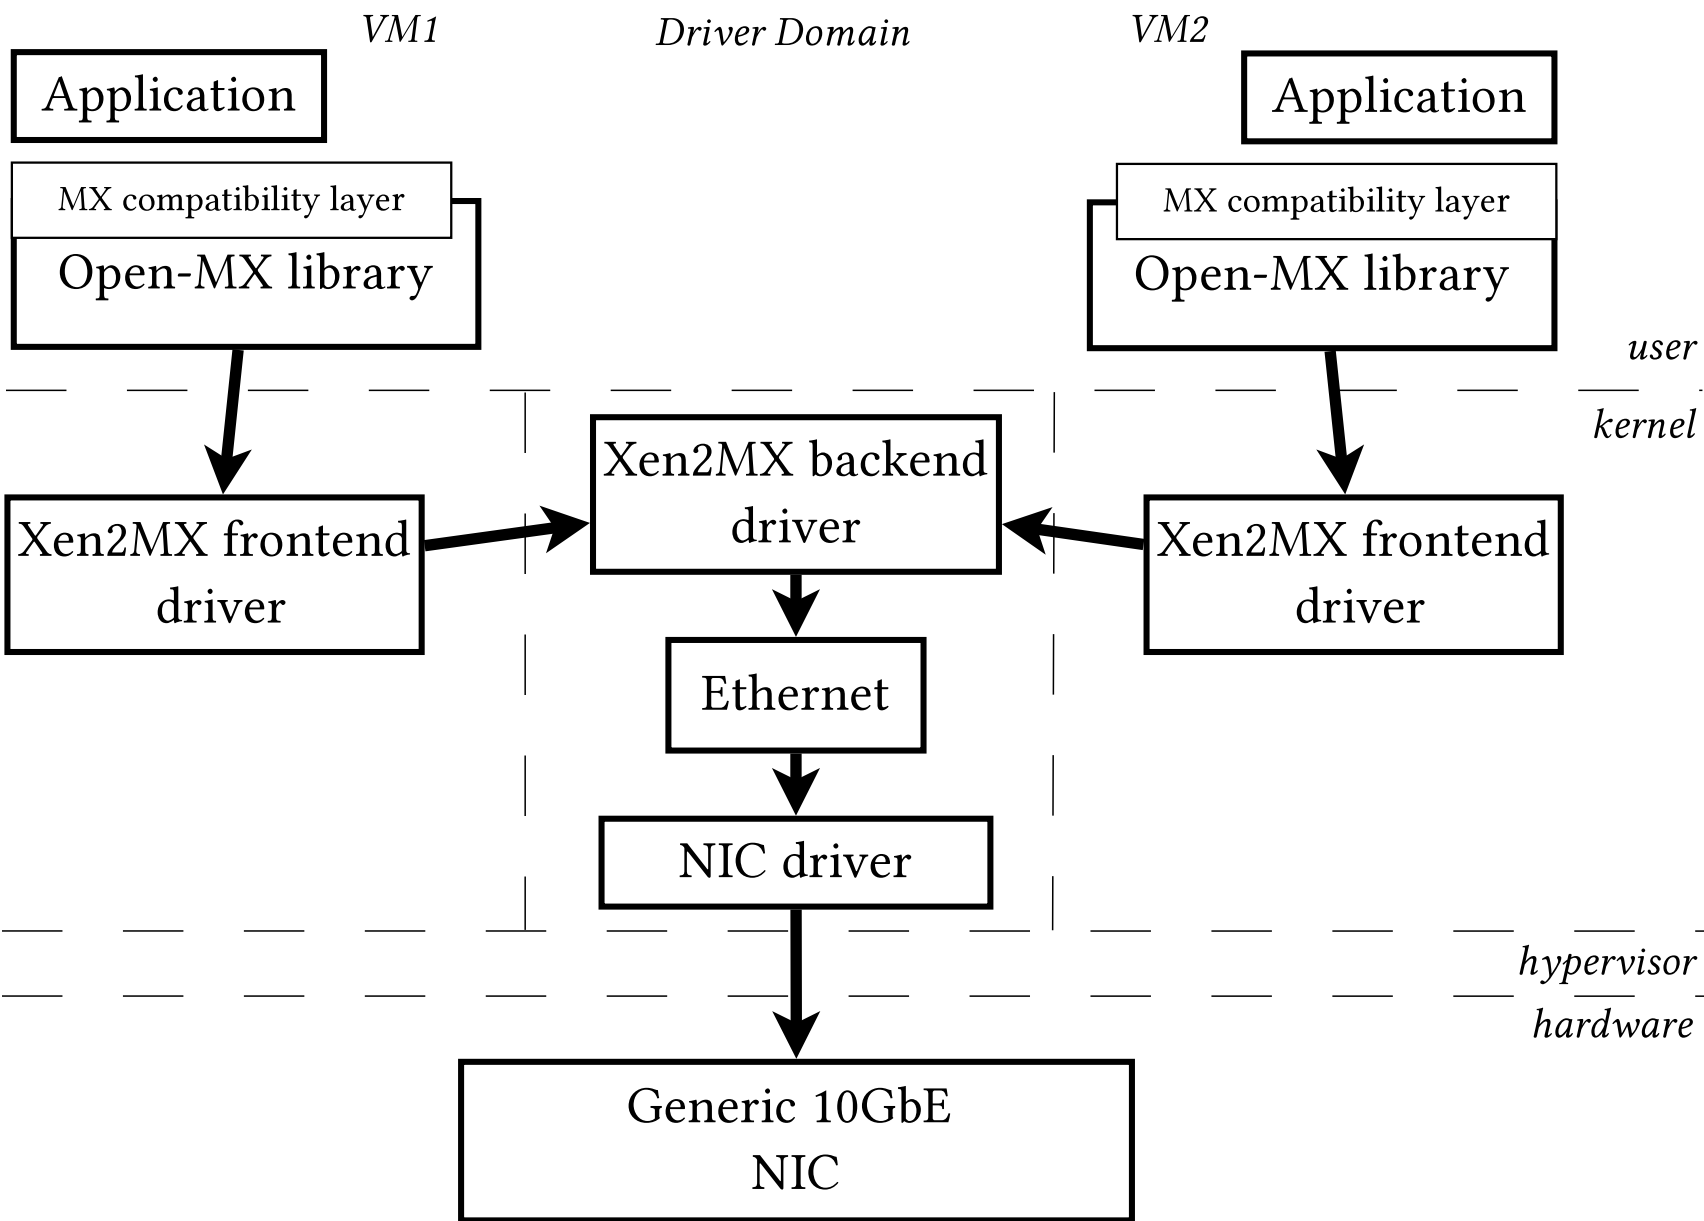 VM1
Driver Domain
VM2
Application
Application
MX compatibility layer
MX compatibility layer
Open-MX library
Open-MX library
user
kernel
Xen2MX backend
driver
Xen2MX frontend
driver
Xen2MX frontend
driver
Ethernet
NIC driver
hypervisor
hardware
Generic 10GbE
NIC